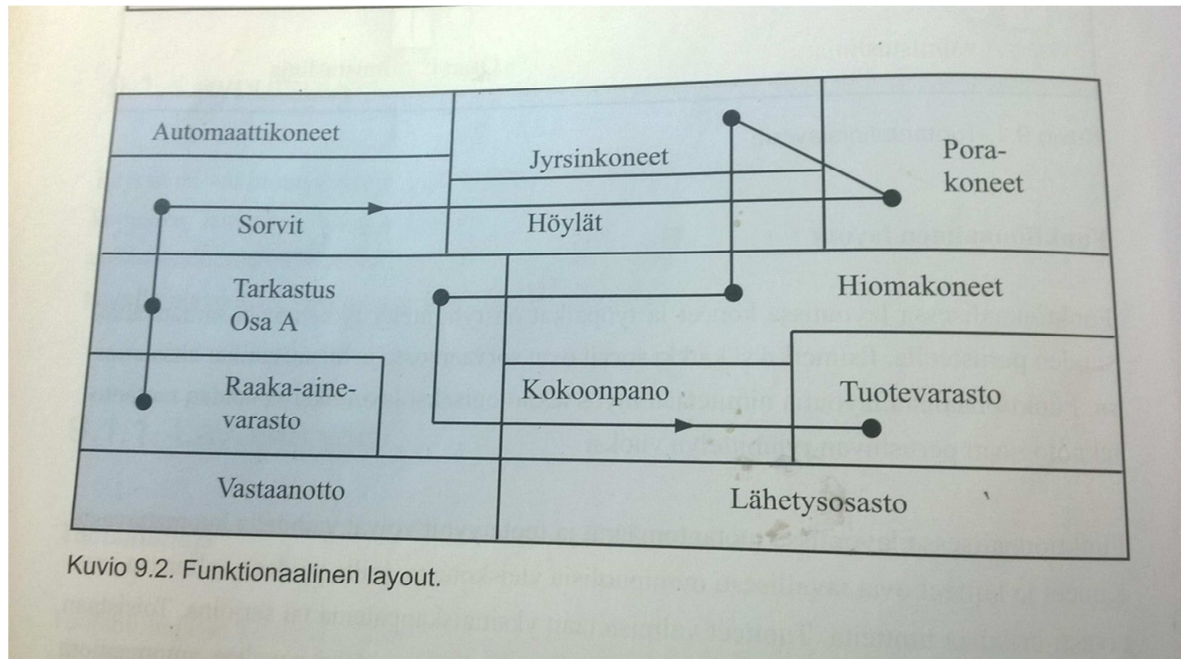 Automaattikoneet
Jyrsinkoneet
Pora-
koneet
Sorvit
Höylät
Tarkastus
Osa A
Hiomakoneet
Raaka-aine-
varasto
Kokoonpano
Tuotevarasto
Vastaanotto
Lähetysosasto
Kuvio 9.2. Funktionaalinen layout.